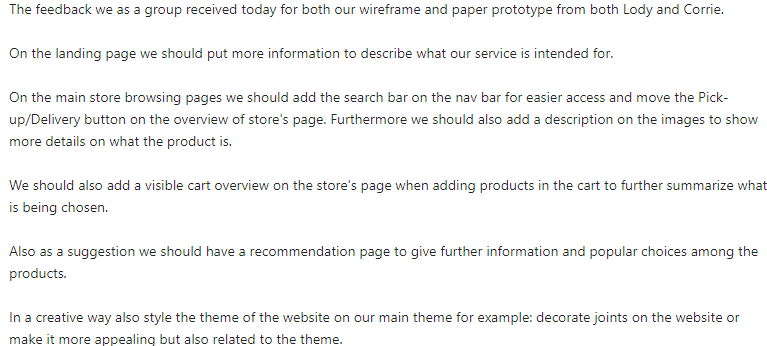 The feedback we as a group received today for both our wireframe and paper prototype from both Lody and Corrie.
On the landing page we should put more information to describe what our service is intended for.
On the main store browsing pages we should add the search bar on the nav bar for easier access and move the Pick-
up/Delivery button on the overview of store's page. Furthermore we should also add a description on the images to show
more details on what the product is.
We should also add a visible cart overview on the store's page when adding products in the cart to further summarize what
is being chosen.
Also as a suggestion we should have a recommendation page to give further information and popular choices among the
products.
In a creative way also style the theme of the website on our main theme for example: decorate joints on the website or
make it more appealing but also related to the theme.